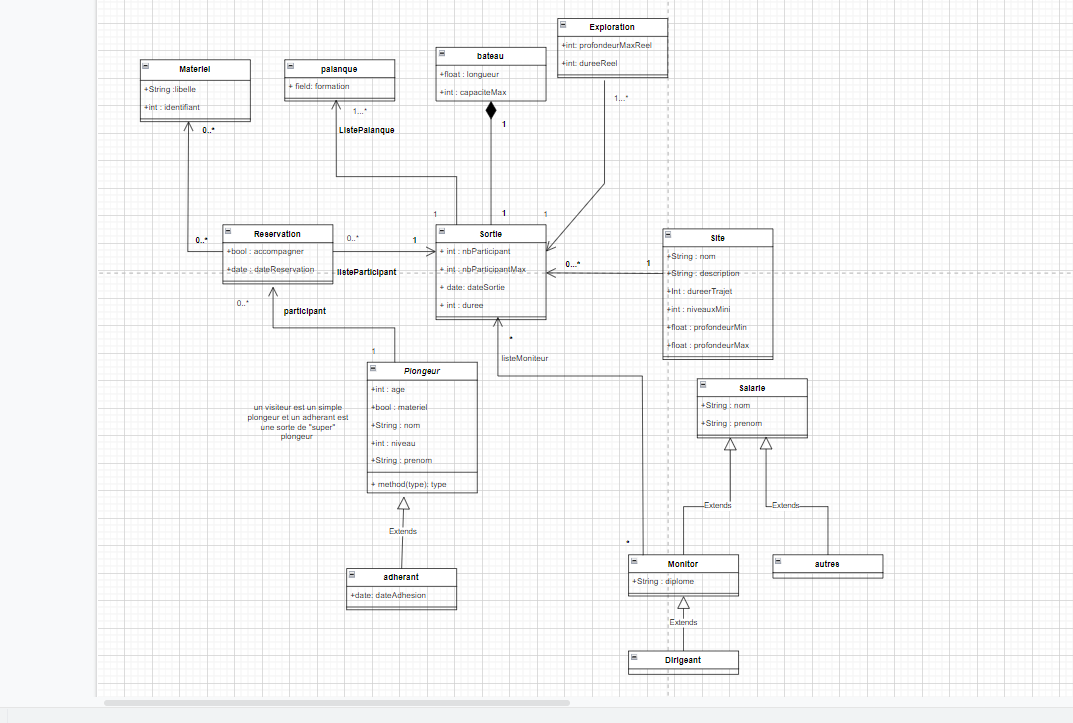 Exploration
+int: profondeurMaxReel
+int: dureeReel
1...*
bateau
+float : longueur
+int : capaciteMax
1
Materiel
+String :libelle
+int : identifiant
0..*
palanque
+ field: formation
1...*
ListePalanque
1
1
1
Reservation
+bool : accompagner
+date : dateReservation
0..*
0..*
1
listeParticipant
Sortie
+ int : nbParticipant
+ int : nbParticipantMax
+ date: dateSortie
+ int : duree
0...*
1
Site
+String : nom
+String : description
+Int : dureerTrajet
+int : niveauxMini
+float : profondeurMin
+float : profondeurMax
0..*
participant
1
*
listeMoniteur
Plongeur
+int : age
+bool : materiel
+String : nom
+int : niveau
+String : prenom
+ method(type): type
un visiteur est un simple
plongeur et un adherant est
une sorte de "super"
plongeur
Salarie
+String : nom
+String : prenom
Extends
Extends
Extends
*
adherant
+date: dateAdhesion
Monitor
+String : diplome
autres
Extends
Dirigeant